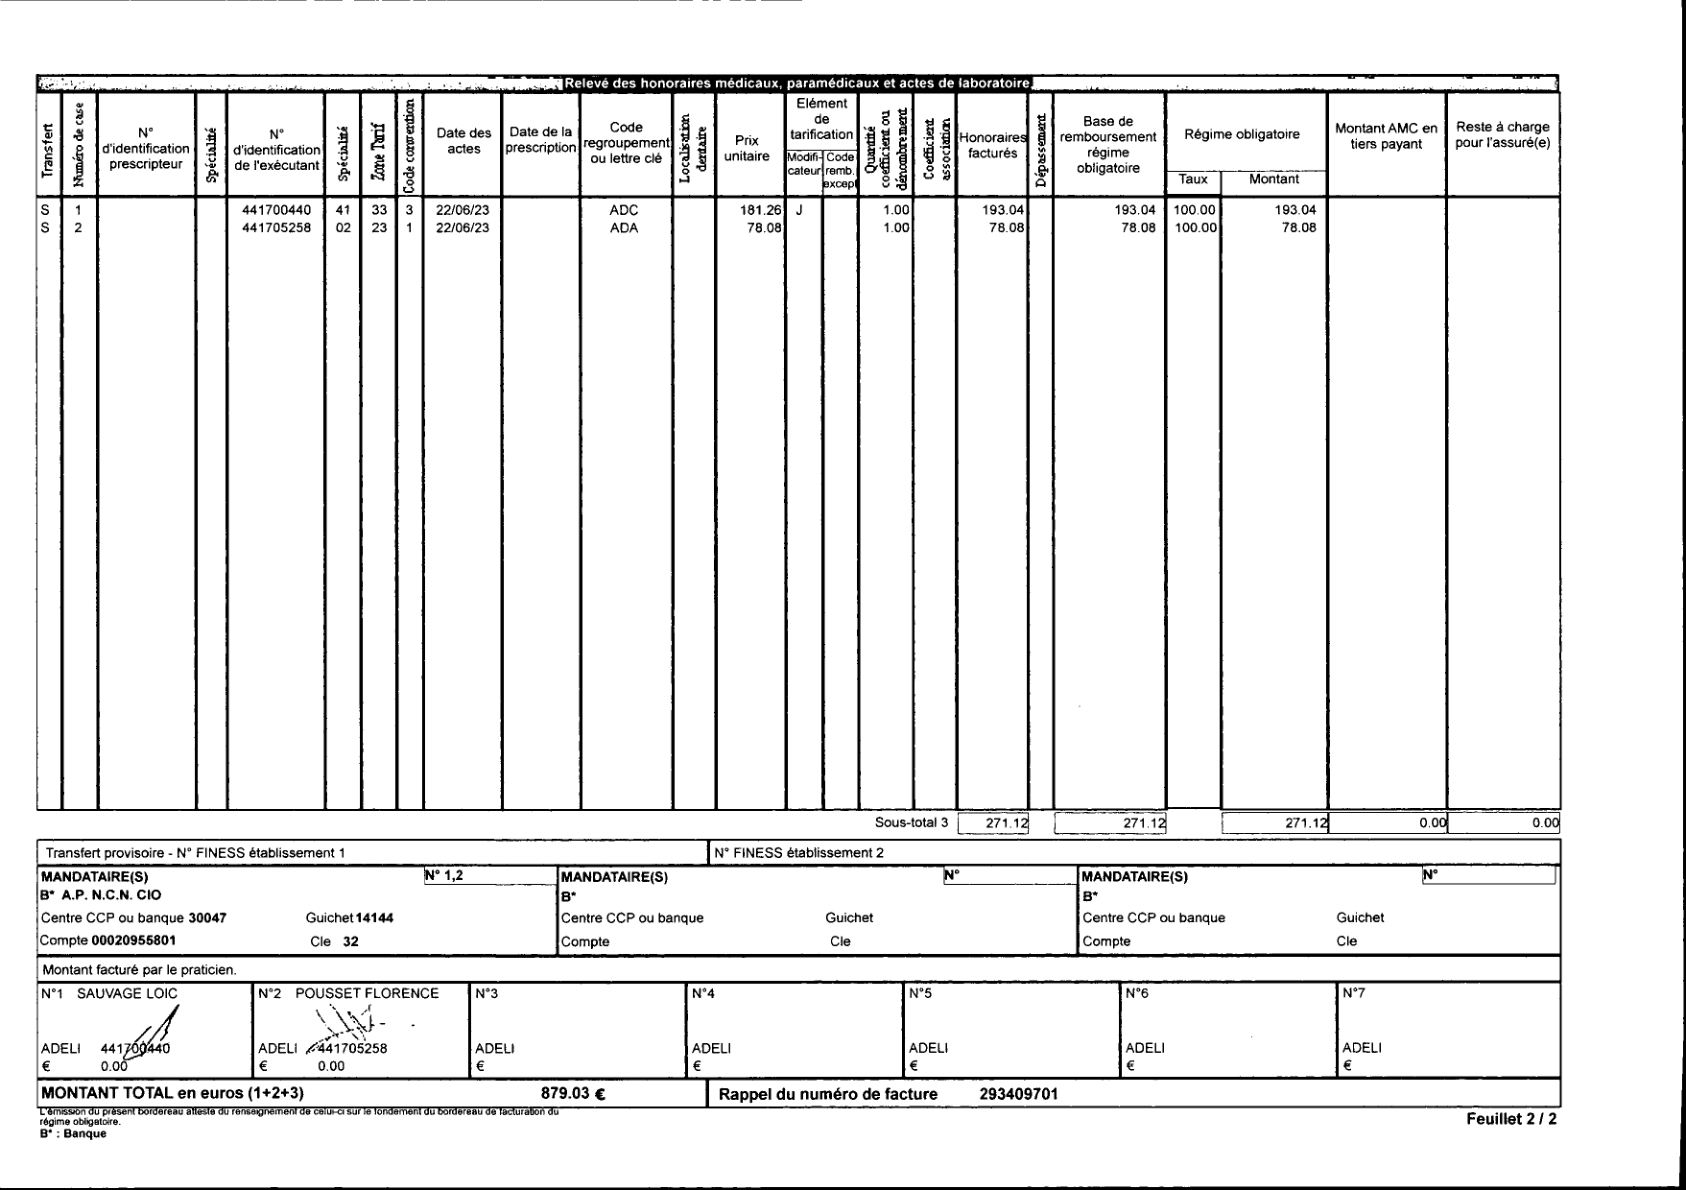 Relevé des honoraires médicaux, paramédicaux et actes de laboratoire
Transfert
Numéro de case
N° d'identification prescripteur
Spécialité
N° d'identification de l'exécutant
Spécialité
Zone Tarif
Code convention
Date des actes
Date de la prescription
Code regroupement ou lettre clé
Localisation dentaire
Prix unitaire
Elément de tarification
Modifi-cateur
Code remb. excep
Quantité coefficient ou dénombrement
Coefficient association
Honoraires facturés
Dépassement
Base de remboursement régime obligatoire
Régime obligatoire
Taux
Montant
Montant AMC en tiers payant
Reste à charge pour l'assuré(e)
S 1 441700440 41 33 3 22/06/23 ADC 181.26 J 1.00 193.04 193.04 100.00 193.04
S 2 441705258 02 23 1 22/06/23 ADA 78.08 1.00 78.08 78.08 100.00 78.08
Sous-total 3 271.12 271.12 271.12 0.00 0.00
Transfert provisoire - N° FINESS établissement 1
N° FINESS établissement 2
MANDATAIRE(S) N° 1,2
B* A.P. N.C.N. CIO
Centre CCP ou banque 30047 Guichet 14144
Compte 00020955801 Cle 32
MANDATAIRE(S) N°
B*
Centre CCP ou banque Guichet
Compte Cle
MANDATAIRE(S) N°
B*
Centre CCP ou banque Guichet
Compte Cle
Montant facturé par le praticien.
N°1 SAUVAGE LOIC
ADELI 441700440
€ 0.00
N°2 POUSSET FLORENCE
ADELI 441705258
€ 0.00
N°3
ADELI
€
N°4
ADELI
€
N°5
ADELI
€
N°6
ADELI
€
N°7
ADELI
€
MONTANT TOTAL en euros (1+2+3) 879.03 €
Rappel du numéro de facture 293409701
L'émission du présent bordereau atteste du renseignement de celui-ci sur le fondement du bordereau de facturation du
régime obligatoire.
B* : Banque
Feuillet 2 / 2